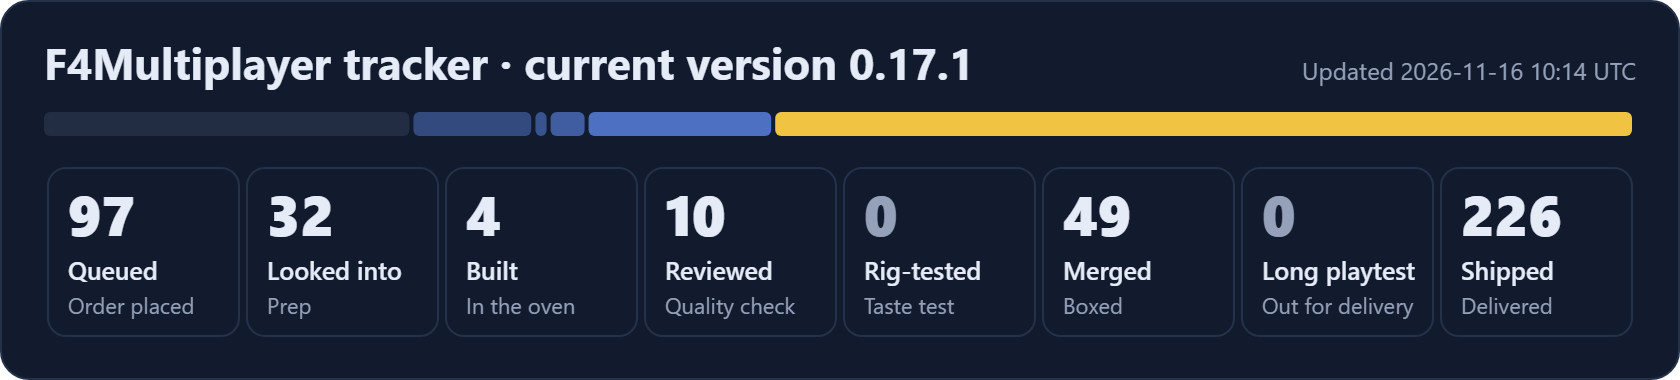 F4Multiplayer tracker · current version 0.17.1
Updated 2026-11-16 10:14 UTC
97
Queued
Order placed
32
Looked into
Prep
4
Built
In the oven
10
Reviewed
Quality check
0
Rig-tested
Taste test
49
Merged
Boxed
0
Long playtest
Out for delivery
226
Shipped
Delivered